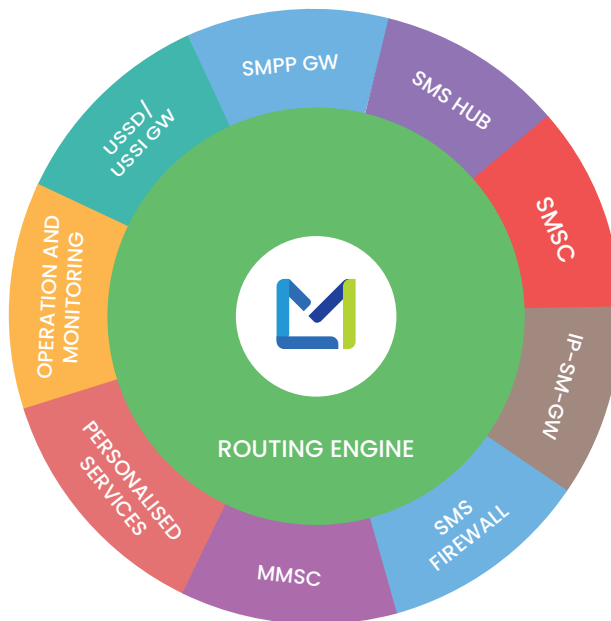 SMPP GW
SMS HUB
SMSC
IP-SM-GW
SMS
FIREWALL
MMSC
PERSONALISED
SERVICES
OPERATION AND
MONITORING
USSD/
USSI GW
ROUTING ENGINE